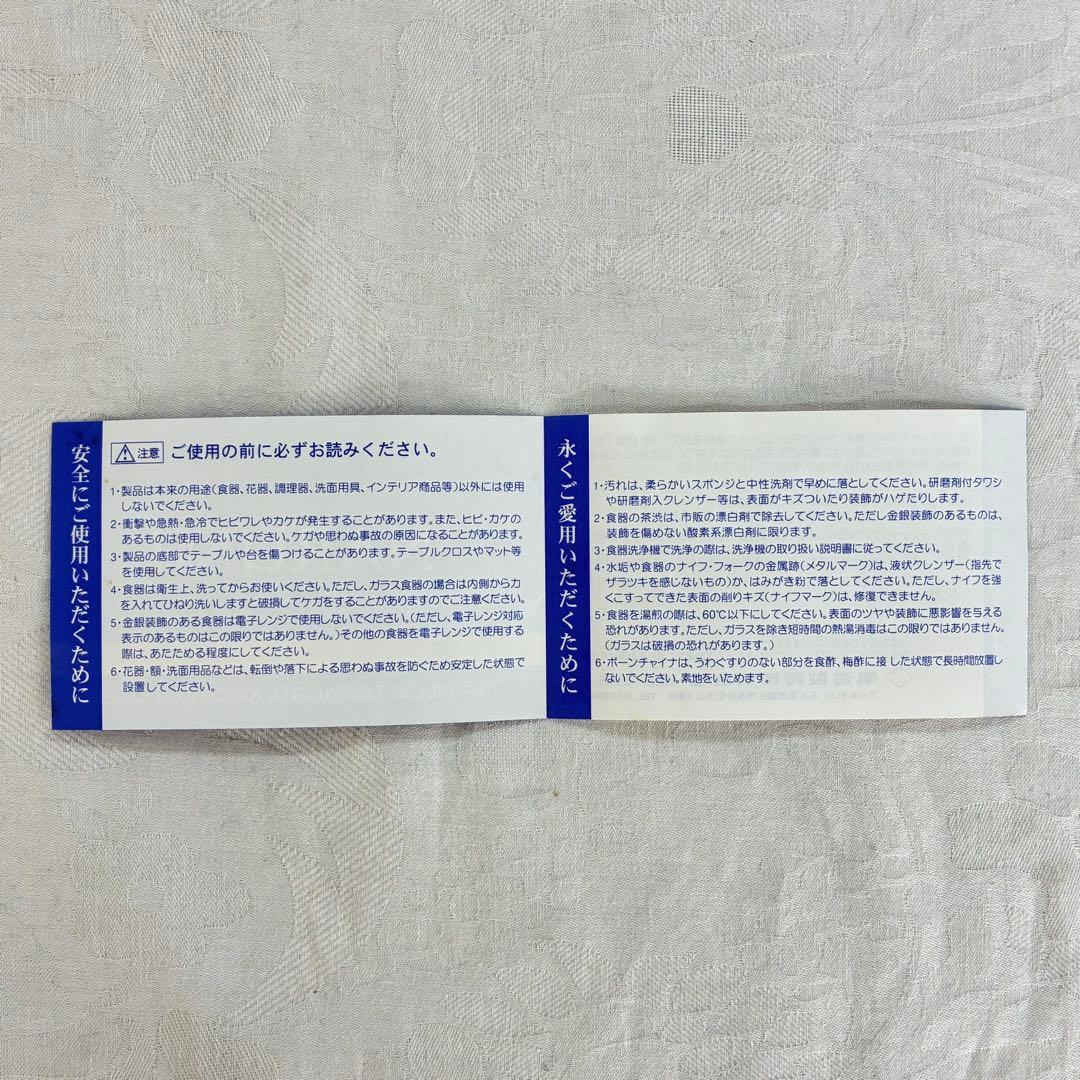 安全にご使用いただくために
注意 ご使用の前に必ずお読みください。
1・製品は本来の用途(食器、花器、調理器、洗面用具、インテリア商品等)以外には使用
しないでください。
2・衝撃や急熱・急冷でヒビワレやカケが発生することがあります。また、ヒビ・カケの
あるものは使用しないでください。ケガや思わぬ事故の原因になることがあります。
3・製品の底部でテーブルや台を傷つけることがあります。テーブルクロスやマット等
を使用してください。
4・食器は衛生上、洗ってからお使いください。ただし、ガラス食器の場合は内側から力
を入れてひねり洗いしますと破損してケガをすることがありますのでご注意ください。
5・金銀装飾のある食器は電子レンジで使用しないでください。(ただし、電子レンジ対応
表示のあるものはこの限りではありません。)その他の食器を電子レンジで使用する
際は、あたためる程度にしてください。
6・花器・額・洗面用品などは、転倒や落下による思わぬ事故を防ぐため安定した状態で
設置してください。
永くご愛用いただくために
1・汚れは、柔らかいスポンジと中性洗剤で早めに落としてください。研磨剤付タワシ
や研磨剤入クレンザー等は、表面がキズついたり装飾がハゲたりします。
2・食器の茶渋は、市販の漂白剤で除去してください。ただし金銀装飾のあるものは、
装飾を傷めない酸素系漂白剤に限ります。
3・食器洗浄機で洗浄の際は、洗浄機の取り扱い説明書に従ってください。
4・水垢や食器のナイフ・フォークの金属跡(メタルマーク)は、液状クレンザー(指先で
ザラツキを感じないもの)か、はみがき粉で落としてください。ただし、ナイフを強
くこすってできた表面の削りキズ(ナイフマーク)は、修復できません。
5・食器を湯煎の際は、60℃以下にしてください。表面のツヤや装飾に悪影響を与える
恐れがあります。ただし、ガラスを除き短時間の熱湯消毒はこの限りではありません。
(ガラスは破損の恐れがあります。)
6・ボーンチャイナは、うわぐすりのない部分を食酢、梅酢に接した状態で長時間放置し
ないでください。素地をいためます。